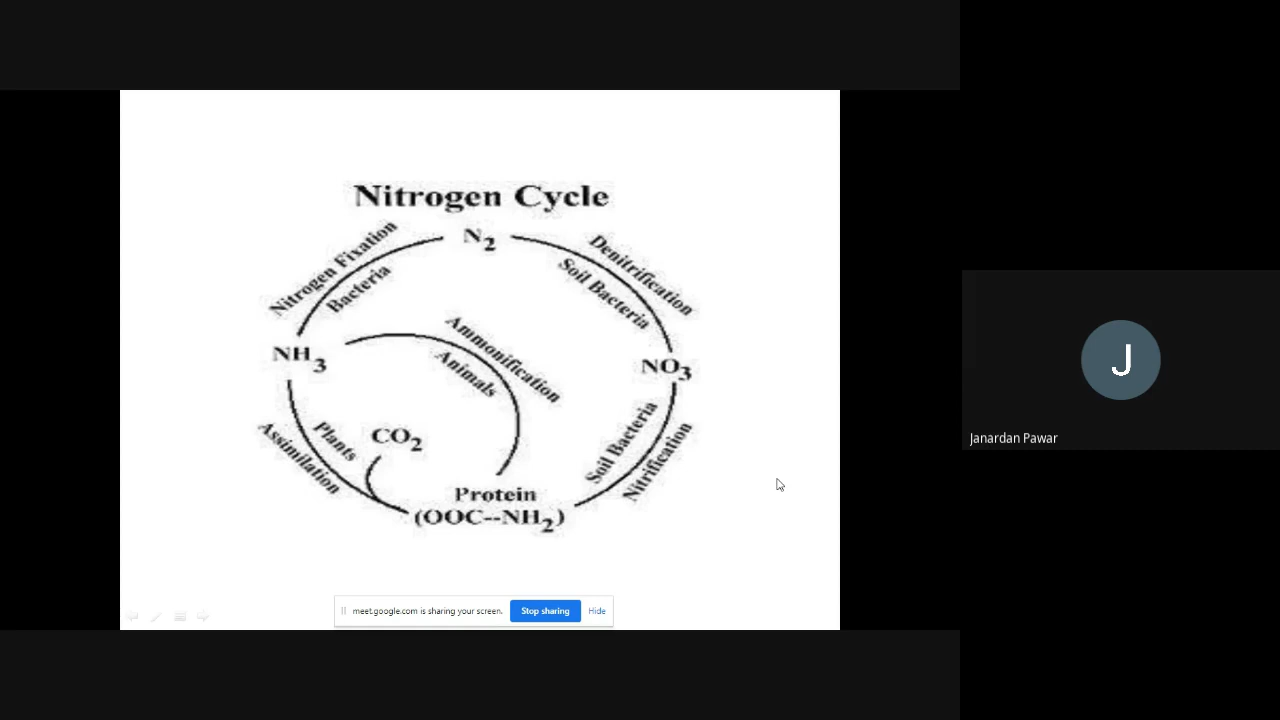 Nitrogen Cycle
N2
Nitrogen Fixation
Bacteria
Denitrification
Soil Bacteria
NH3
Ammonification
Animals
NO3
Assimilation
Plants
CO2
Soil Bacteria
Nitrification
Protein
(OOC--NH2)
meet.google.com is sharing your screen.
Stop sharing
Hide
J
Janardan Pawar